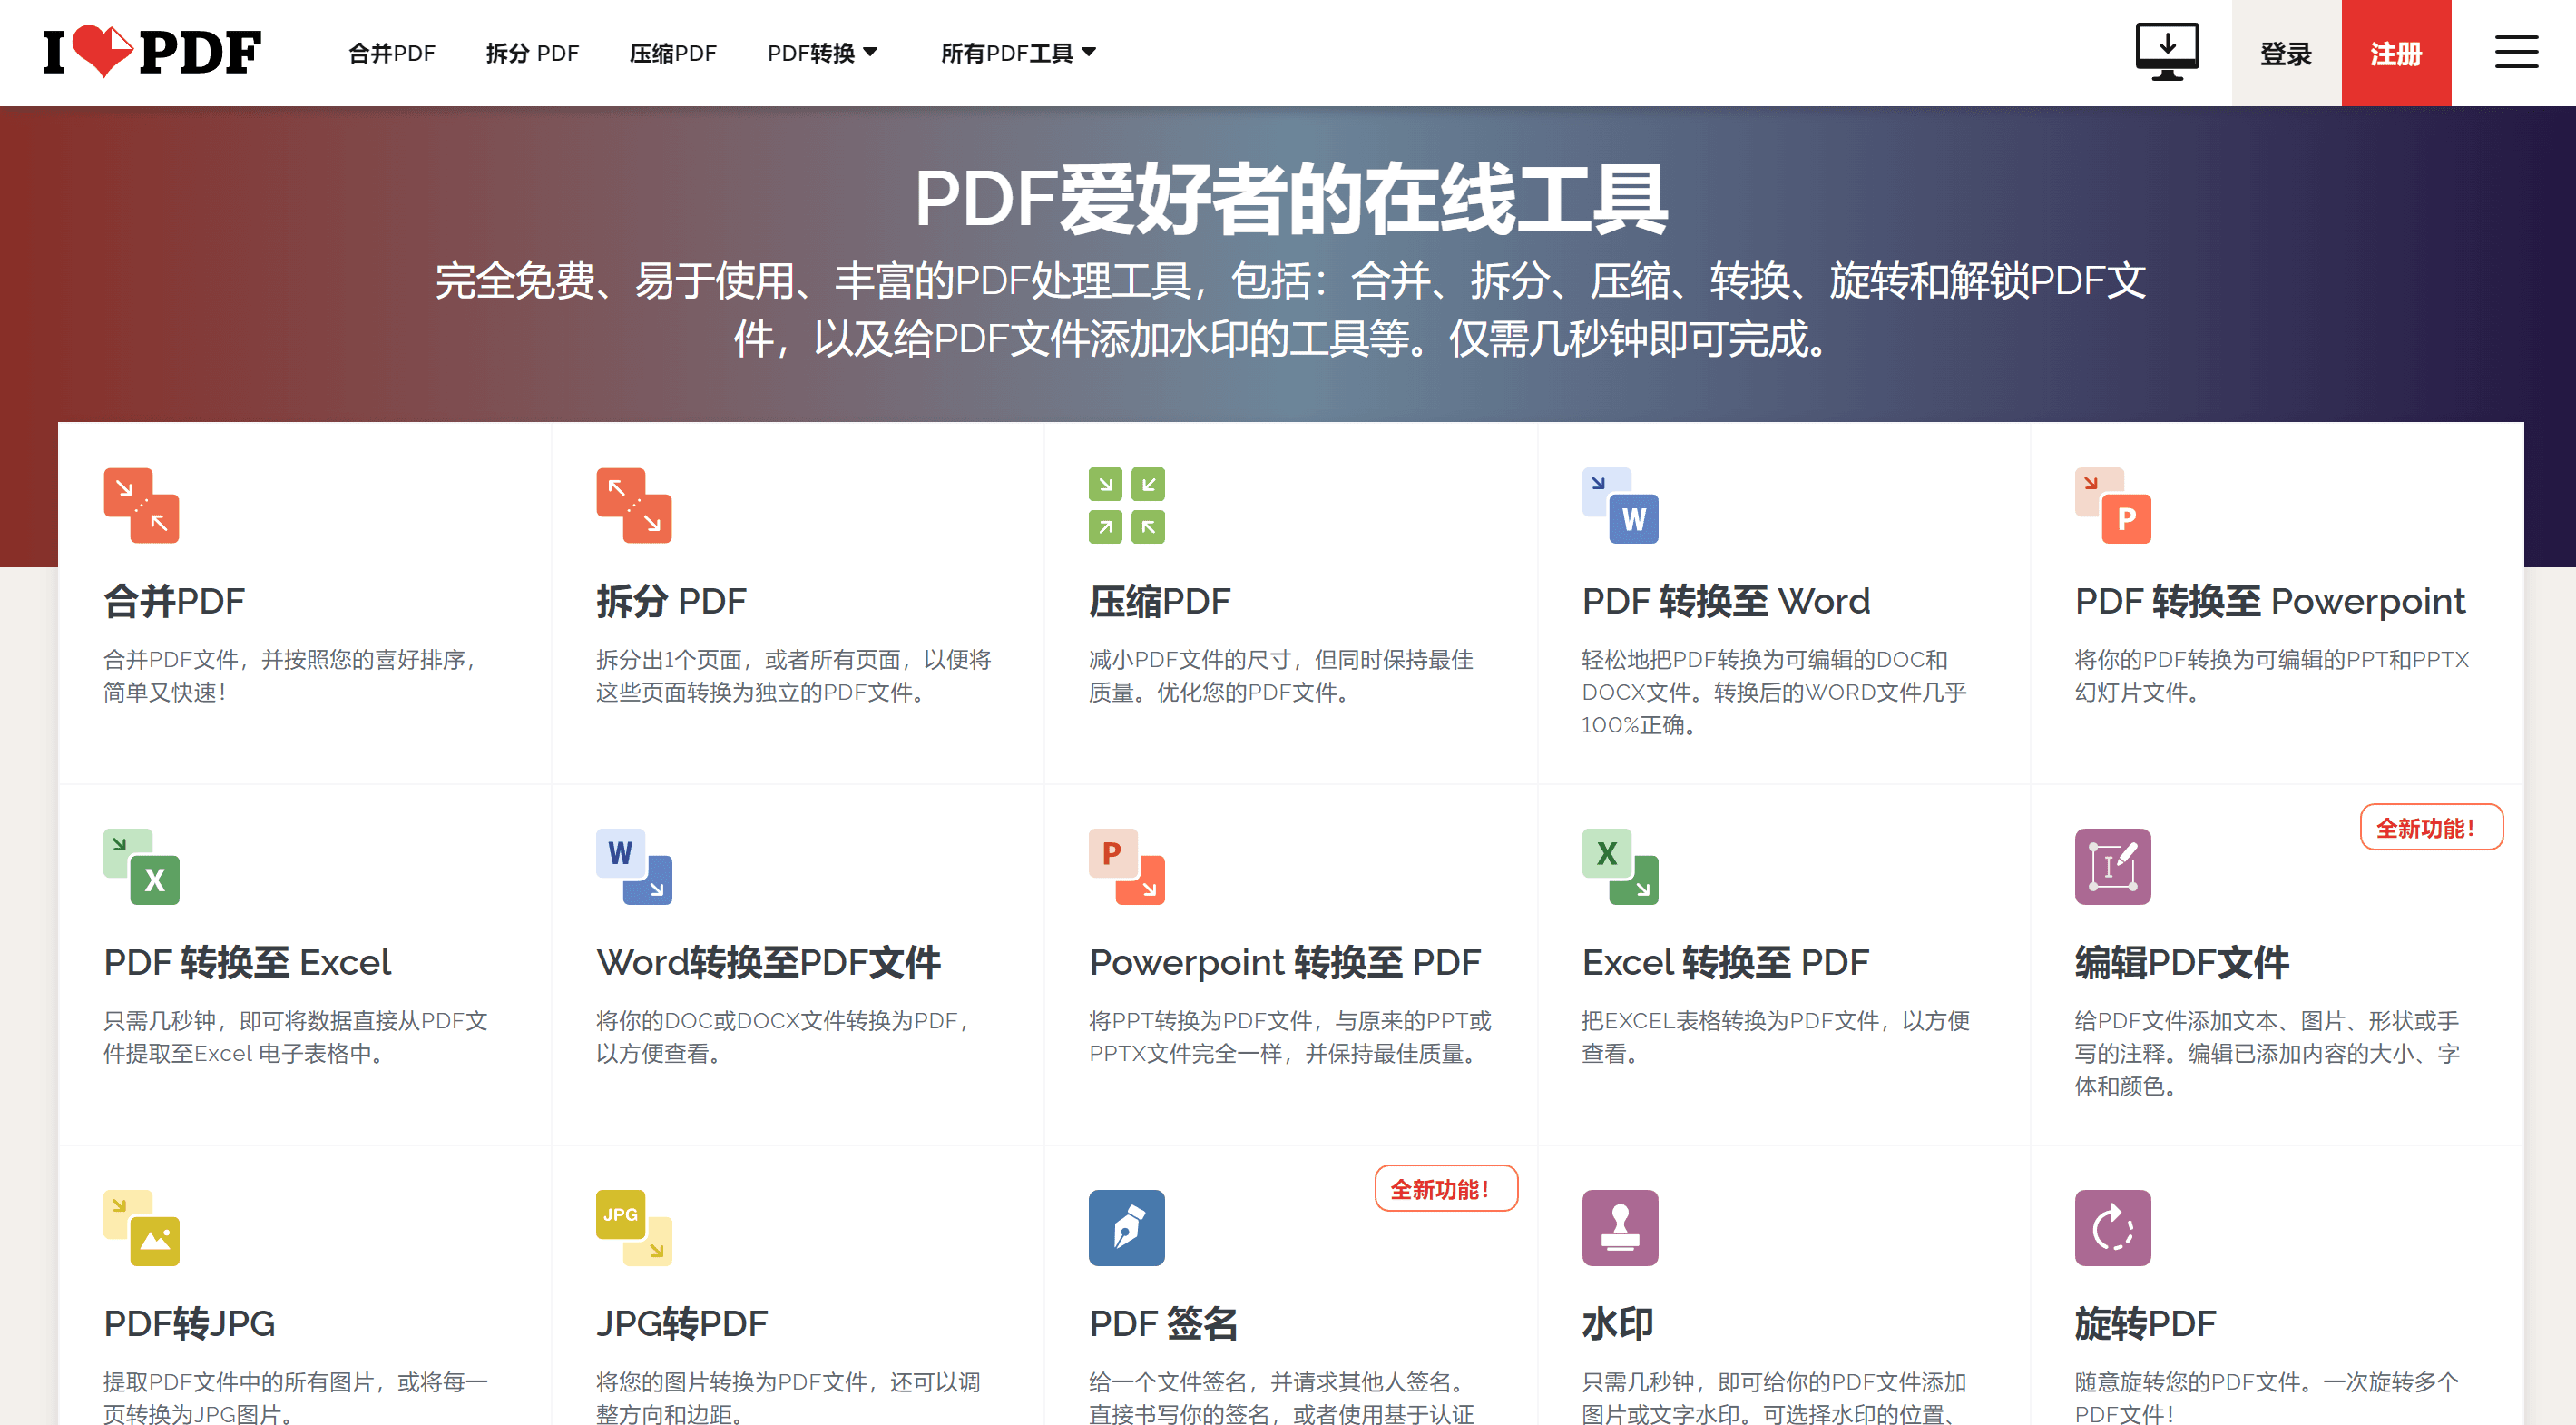 I PDF
合并PDF
拆分 PDF
压缩PDF
PDF转换
所有PDF工具
登录
注册
PDF爱好者的在线工具
完全免费、易于使用、丰富的PDF处理工具，包括：合并、拆分、压缩、转换、旋转和解锁PDF文
件，以及给PDF文件添加水印的工具等。仅需几秒钟即可完成。
合并PDF
合并PDF文件，并按照您的喜好排序，
简单又快速！
拆分 PDF
拆分出1个页面，或者所有页面，以便将
这些页面转换为独立的PDF文件。
压缩PDF
减小PDF文件的尺寸，但同时保持最佳
质量。优化您的PDF文件。
W
PDF 转换至 Word
轻松地把PDF转换为可编辑的DOC和
DOCX文件。转换后的WORD文件几乎
100%正确。
P
PDF 转换至 Powerpoint
将你的PDF转换为可编辑的PPT和PPTX
幻灯片文件。
X
PDF 转换至 Excel
只需几秒钟，即可将数据直接从PDF文
件提取至Excel 电子表格中。
W
Word转换至PDF文件
将你的DOC或DOCX文件转换为PDF，
以方便查看。
P
Powerpoint 转换至 PDF
将PPT转换为PDF文件，与原来的PPT或
PPTX文件完全一样，并保持最佳质量。
X
Excel 转换至 PDF
把EXCEL表格转换为PDF文件，以方便
查看。
全新功能！
编辑PDF文件
给PDF文件添加文本、图片、形状或手
写的注释。编辑已添加内容的大小、字
体和颜色。
PDF转JPG
提取PDF文件中的所有图片，或将每一
页转换为JPG图片。
JPG
JPG转PDF
将您的图片转换为PDF文件，还可以调
整方向和边距。
全新功能！
PDF 签名
给一个文件签名，并请求其他人签名。
直接书写你的签名，或者使用基于认证
水印
只需几秒钟，即可给你的PDF文件添加
图片或文字水印。可选择水印的位置、
旋转PDF
随意旋转您的PDF文件。一次旋转多个
PDF文件！